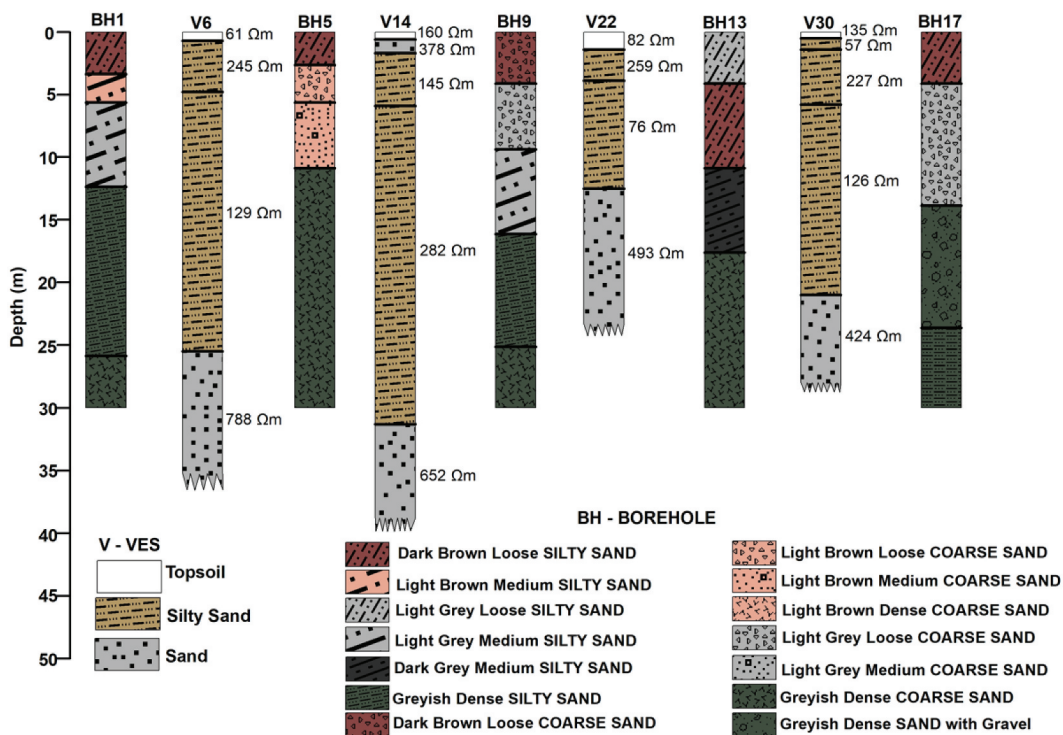 BH1 V6 BH5 V14 BH9 V22 BH13 V30 BH17
0
5
10
15
20
25
30
35
40
45
50
Depth (m)
61 Ωm
245 Ωm
129 Ωm
788 Ωm
160 Ωm
378 Ωm
145 Ωm
282 Ωm
652 Ωm
82 Ωm
259 Ωm
76 Ωm
493 Ωm
135 Ωm
57 Ωm
227 Ωm
126 Ωm
424 Ωm
V - VES
Topsoil
Silty Sand
Sand
BH - BOREHOLE
Dark Brown Loose SILTY SAND
Light Brown Medium SILTY SAND
Light Grey Loose SILTY SAND
Light Grey Medium SILTY SAND
Dark Grey Medium SILTY SAND
Greyish Dense SILTY SAND
Dark Brown Loose COARSE SAND
Light Brown Loose COARSE SAND
Light Brown Medium COARSE SAND
Light Brown Dense COARSE SAND
Light Grey Loose COARSE SAND
Light Grey Medium COARSE SAND
Greyish Dense COARSE SAND
Greyish Dense SAND with Gravel